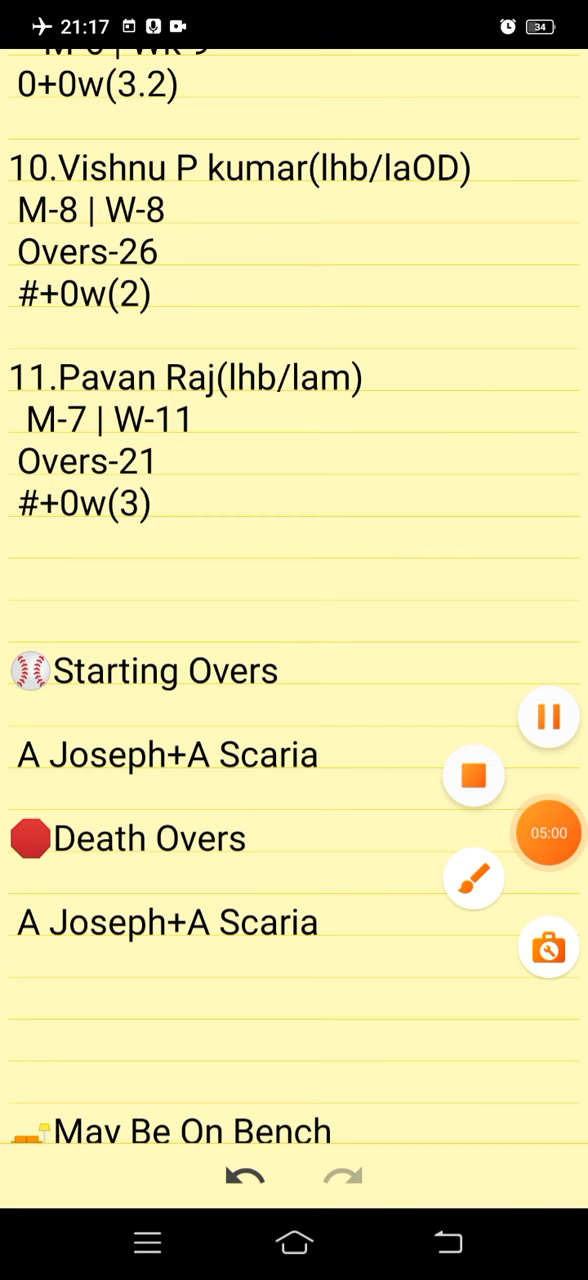 21:17
34
0+0w(3.2)
10.Vishnu P kumar(lhb/laOD)
M-8 | W-8
Overs-26
#+0w(2)
11.Pavan Raj(lhb/lam)
M-7 | W-11
Overs-21
#+0w(3)
Starting Overs
A Joseph+A Scaria
05:00
Death Overs
A Joseph+A Scaria
May Be On Bench